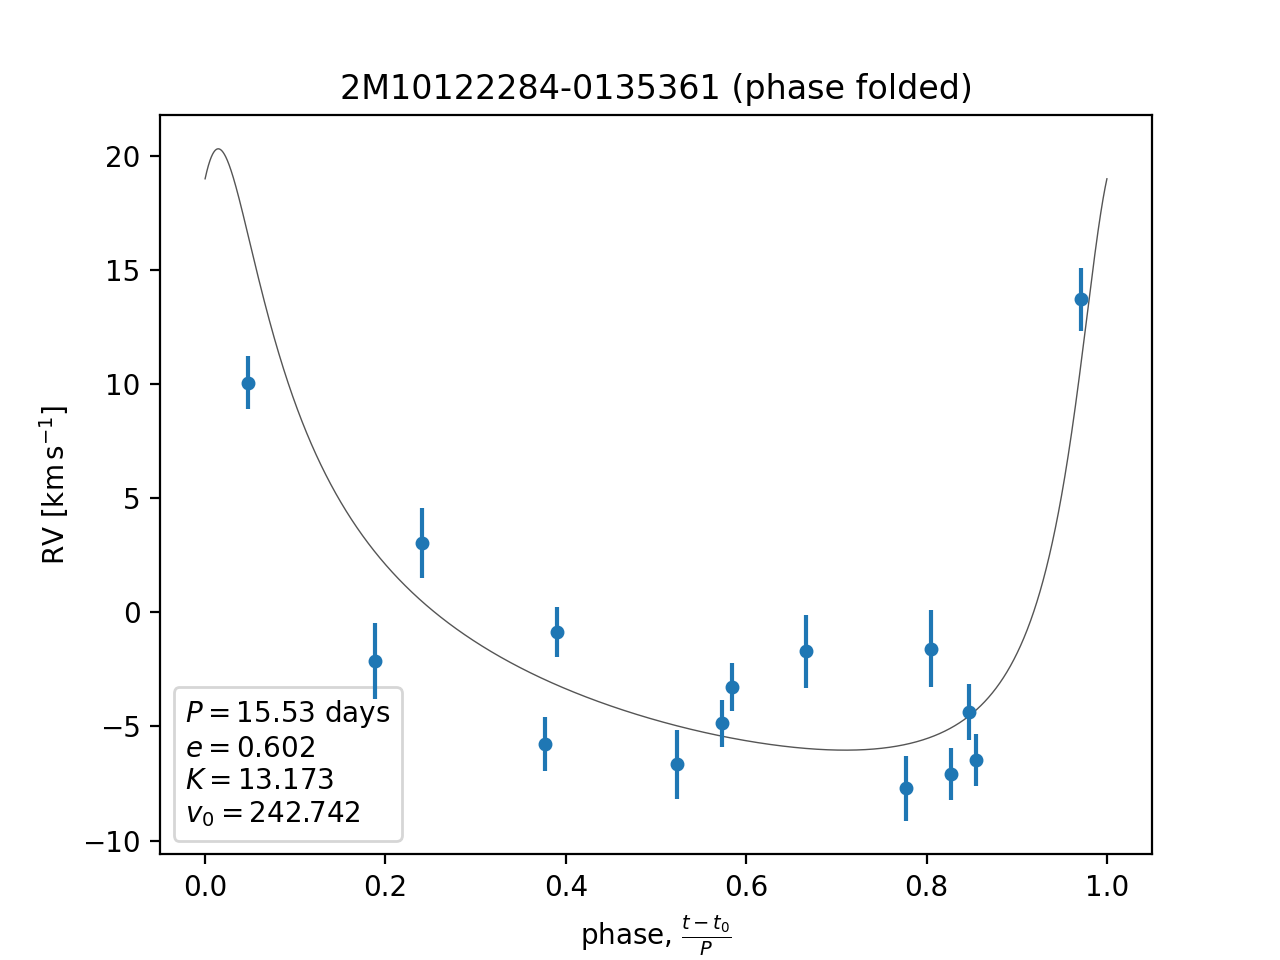 2M10122284-0135361 (phase folded)
RV [km s⁻¹]
20
15
10
5
0
−5
−10
P = 15.53 days
e = 0.602
K = 13.173
v₀ = 242.742
0.0 0.2 0.4 0.6 0.8 1.0
phase, (t − t₀)/P